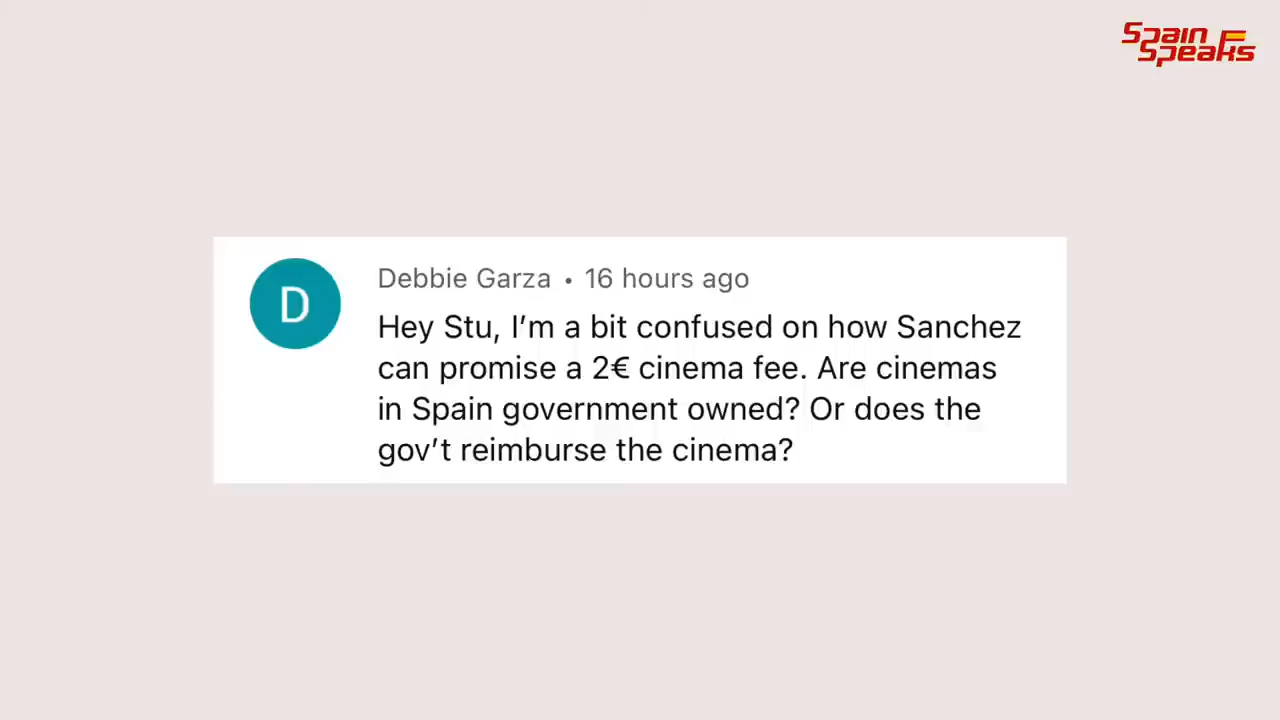 Spain
Speaks
D
Debbie Garza • 16 hours ago
Hey Stu, I’m a bit confused on how Sanchez
can promise a 2€ cinema fee. Are cinemas
in Spain government owned? Or does the
gov’t reimburse the cinema?